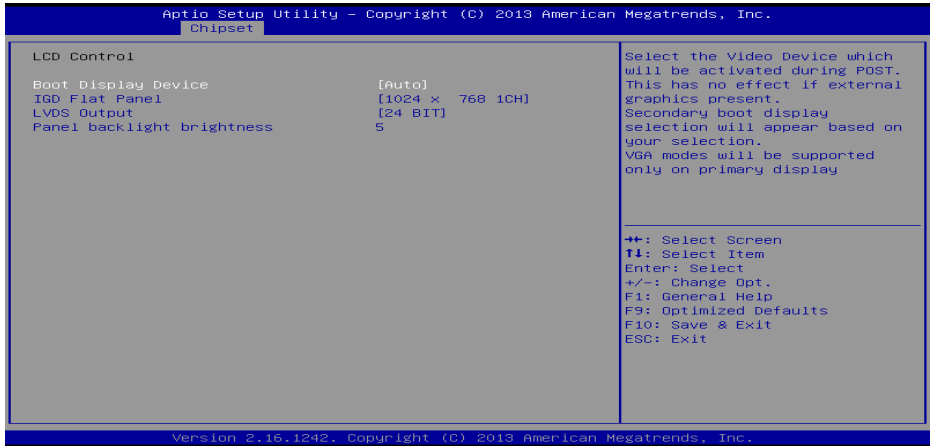 Aptio Setup Utility – Copyright (C) 2013 American Megatrends, Inc.
Chipset
LCD Control
Boot Display Device [Auto]
IGD Flat Panel [1024 x 768 1CH]
LVDS Output [24 BIT]
Panel backlight brightness 5
Select the Video Device which
will be activated during POST.
This has no effect if external
graphics present.
Secondary boot display
selection will appear based on
your selection.
VGA modes will be supported
only on primary display
→←: Select Screen
↑↓: Select Item
Enter: Select
+/-: Change Opt.
F1: General Help
F9: Optimized Defaults
F10: Save & Exit
ESC: Exit
Version 2.16.1242. Copyright (C) 2013 American Megatrends, Inc.